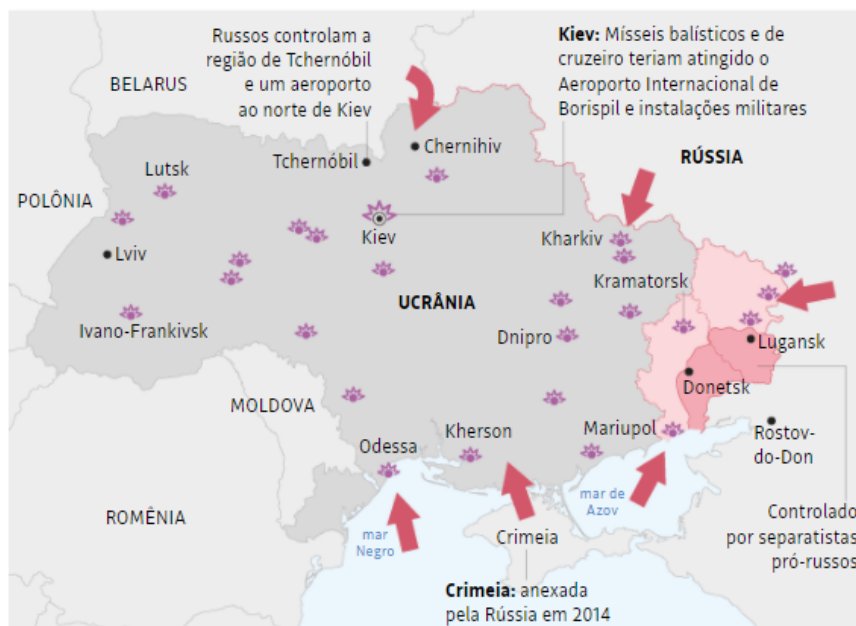 Russos controlam a
região de Tchernóbil
e um aeroporto
ao norte de Kiev
Kiev: Mísseis balísticos e de
cruzeiro teriam atingido o
Aeroporto Internacional de
Borispil e instalações militares
BELARUS
Chernihiv
Tchernóbil
RÚSSIA
Lutsk
POLÔNIA
Kiev
Kharkiv
Lviv
Kramatorsk
UCRÂNIA
Ivano-Frankivsk
Dnipro
Lugansk
Donetsk
MOLDOVA
Kherson
Mariupol
Rostov-
do-Don
Odessa
mar de
Azov
ROMÊNIA
mar
Negro
Crimeia
Controlado
por separatistas
pró-russos
Crimeia: anexada
pela Rússia em 2014